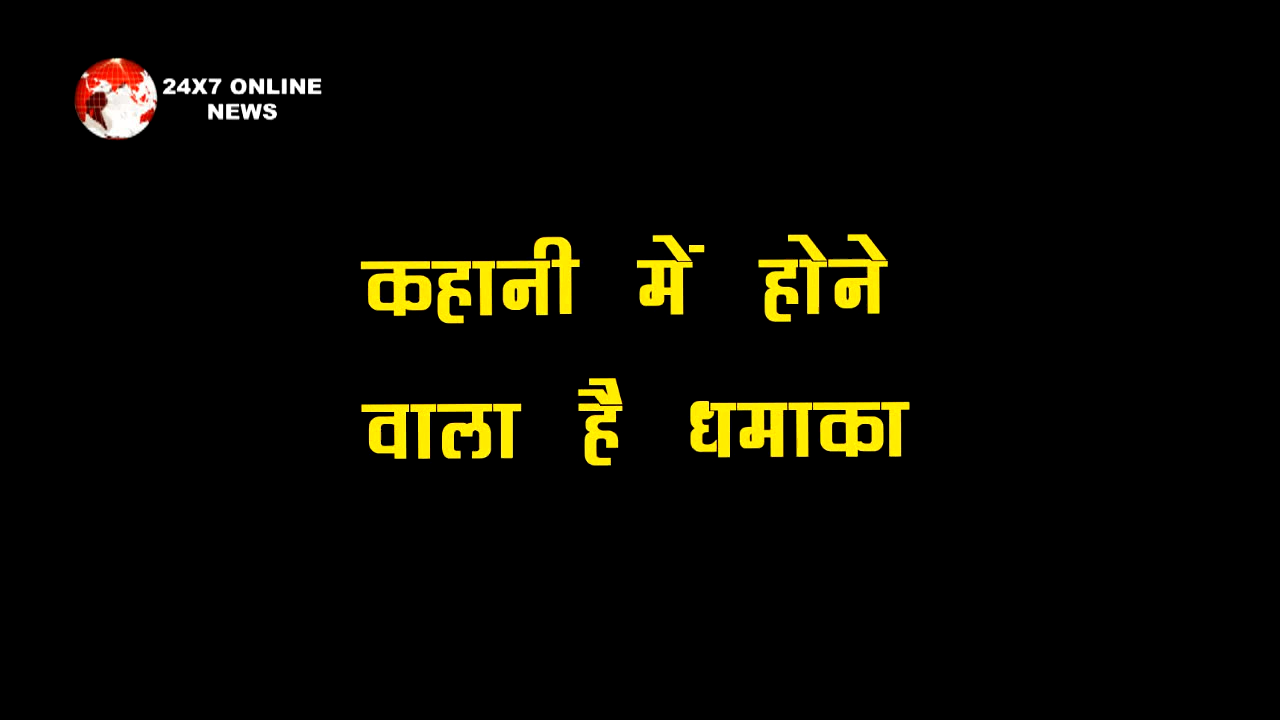 24X7 ONLINE
NEWS
कहानी में होने
वाला है धमाका